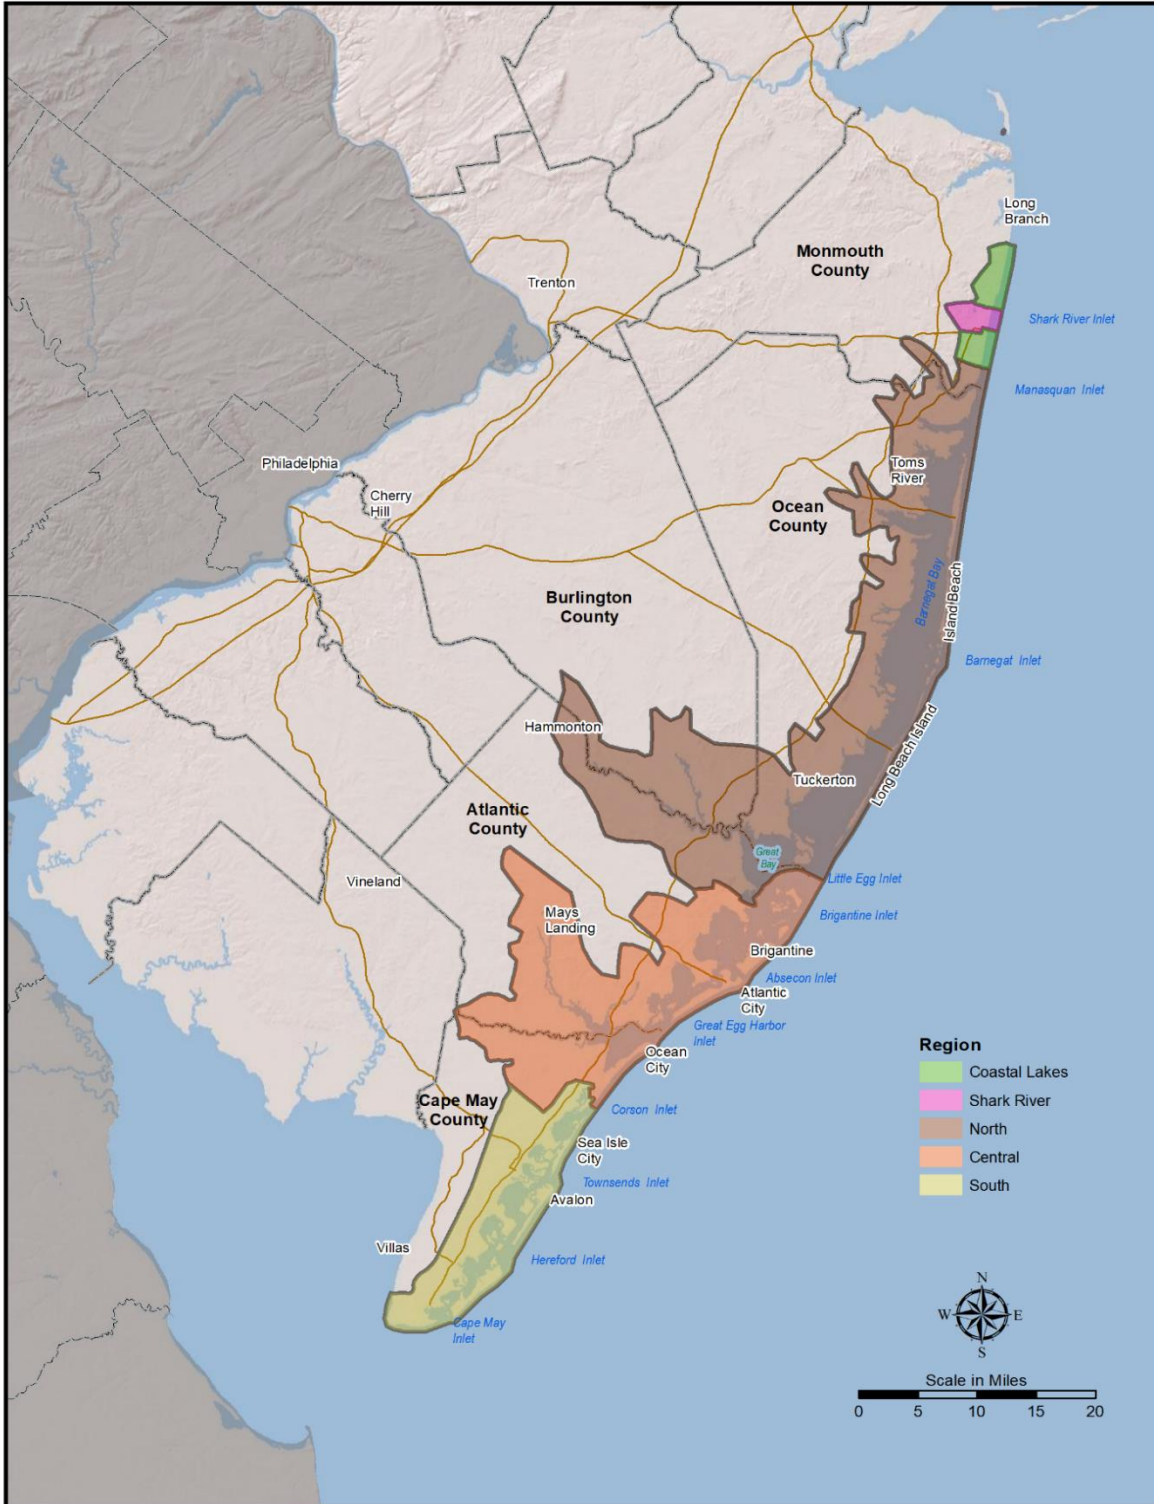 Long
Branch
Monmouth
County
Trenton
Shark River Inlet
Manasquan Inlet
Philadelphia
Toms
River
Cherry
Hill
Ocean
County
Barnegat Bay
Island Beach
Burlington
County
Barnegat Inlet
Hammonton
Long Beach Island
Tuckerton
Atlantic
County
Great
Bay
Vineland
Little Egg Inlet
Mays
Landing
Brigantine Inlet
Brigantine
Absecon Inlet
Atlantic
City
Great Egg Harbor
Inlet
Ocean
City
Region
Coastal Lakes
Shark River
North
Central
South
Cape May
County
Corson Inlet
Sea Isle
City
Townsends Inlet
Avalon
Villas
Hereford Inlet
Cape May
Inlet
N
W
E
S
Scale in Miles
0 5 10 15 20